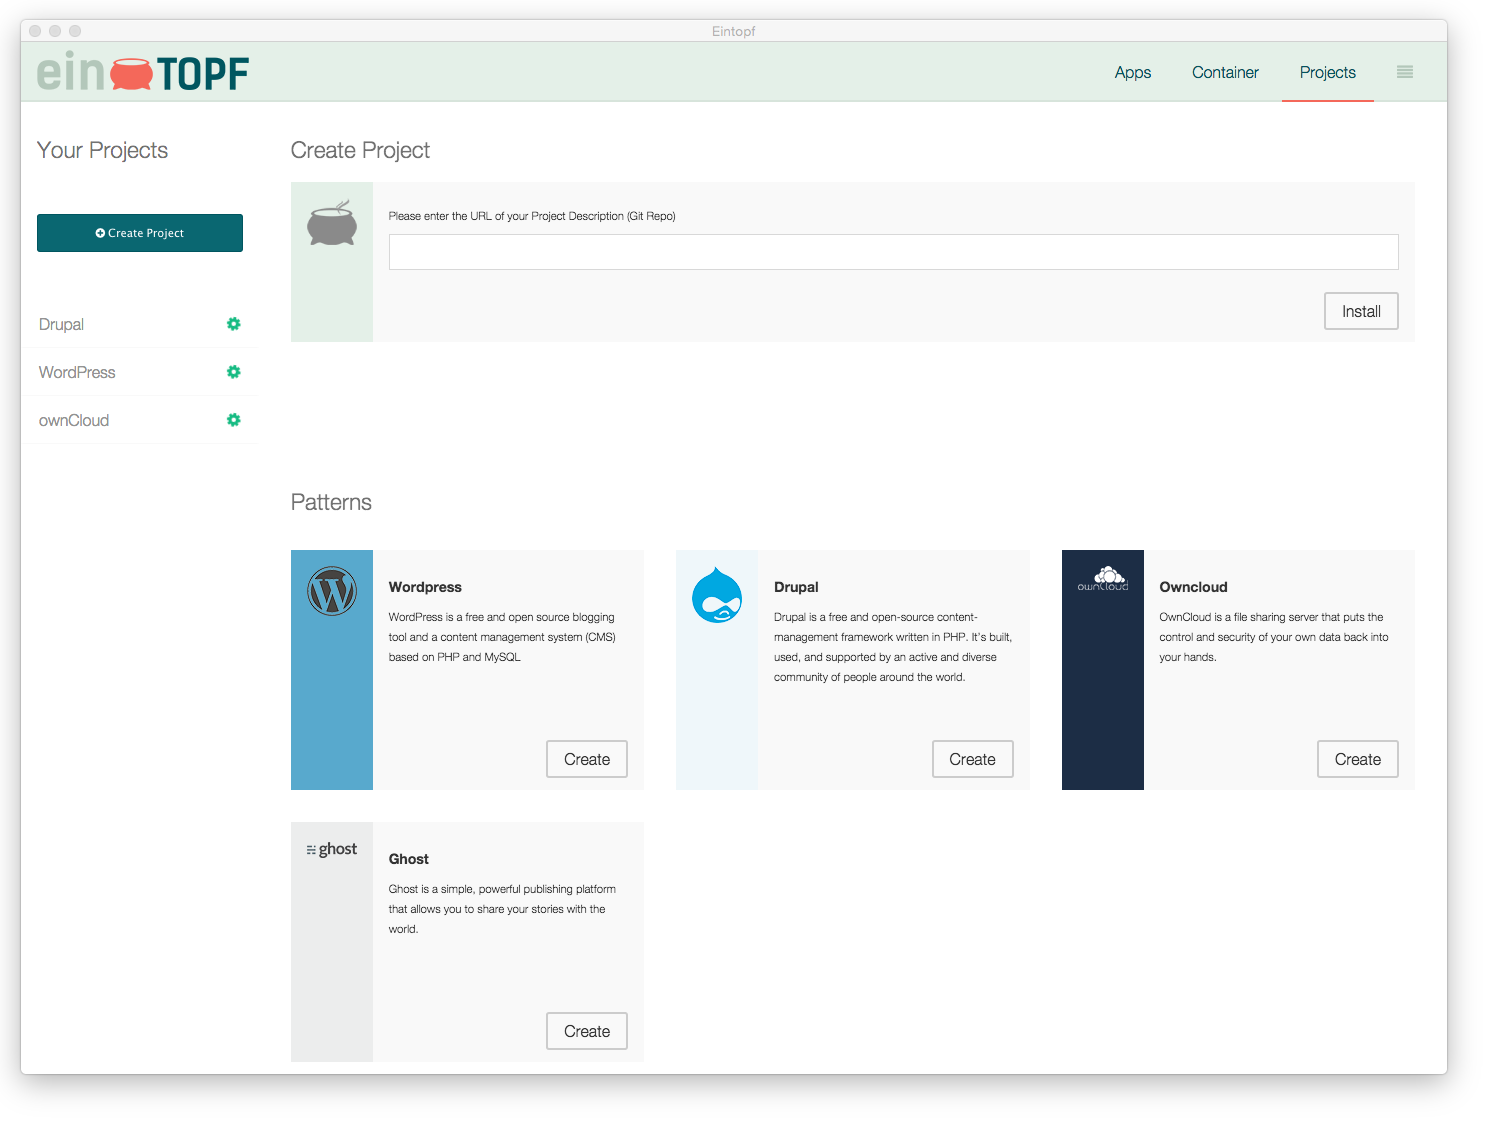 Eintopf
ein TOPF
Apps
Container
Projects
Your Projects
Create Project
Drupal
WordPress
ownCloud
Create Project
Please enter the URL of your Project Description (Git Repo)
Install
Patterns
Wordpress
WordPress is a free and open source blogging
tool and a content management system (CMS)
based on PHP and MySQL
Create
Drupal
Drupal is a free and open-source content-
management framework written in PHP. It's built,
used, and supported by an active and diverse
community of people around the world.
Create
ownCloud
Owncloud
OwnCloud is a file sharing server that puts the
control and security of your own data back into
your hands.
Create
ghost
Ghost
Ghost is a simple, powerful publishing platform
that allows you to share your stories with the
world.
Create